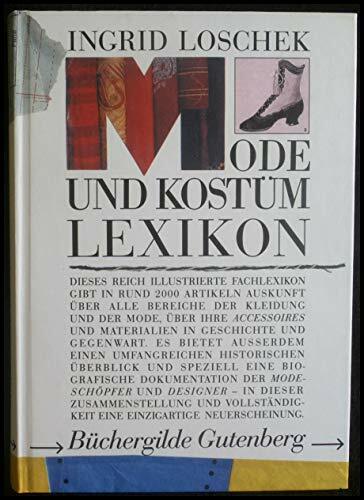 INGRID LOSCHEK
MODE
UND KOSTÜM
LEXIKON
DIESES REICH ILLUSTRIERTE FACHLEXIKON
GIBT IN RUND 2000 ARTIKELN AUSKUNFT
ÜBER ALLE BEREICHE DER KLEIDUNG
UND DER MODE, ÜBER IHRE ACCESSOIRES
UND MATERIALIEN IN GESCHICHTE UND
GEGENWART. ES BIETET AUSSERDEM
EINEN UMFANGREICHEN HISTORISCHEN
ÜBERBLICK UND SPEZIELL EINE BIO-
GRAFISCHE DOKUMENTATION DER MODE-
SCHÖPFER UND DESIGNER – IN DIESER
ZUSAMMENSTELLUNG UND VOLLSTÄNDIG-
KEIT EINE EINZIGARTIGE NEUERSCHEINUNG.
Büchergilde Gutenberg